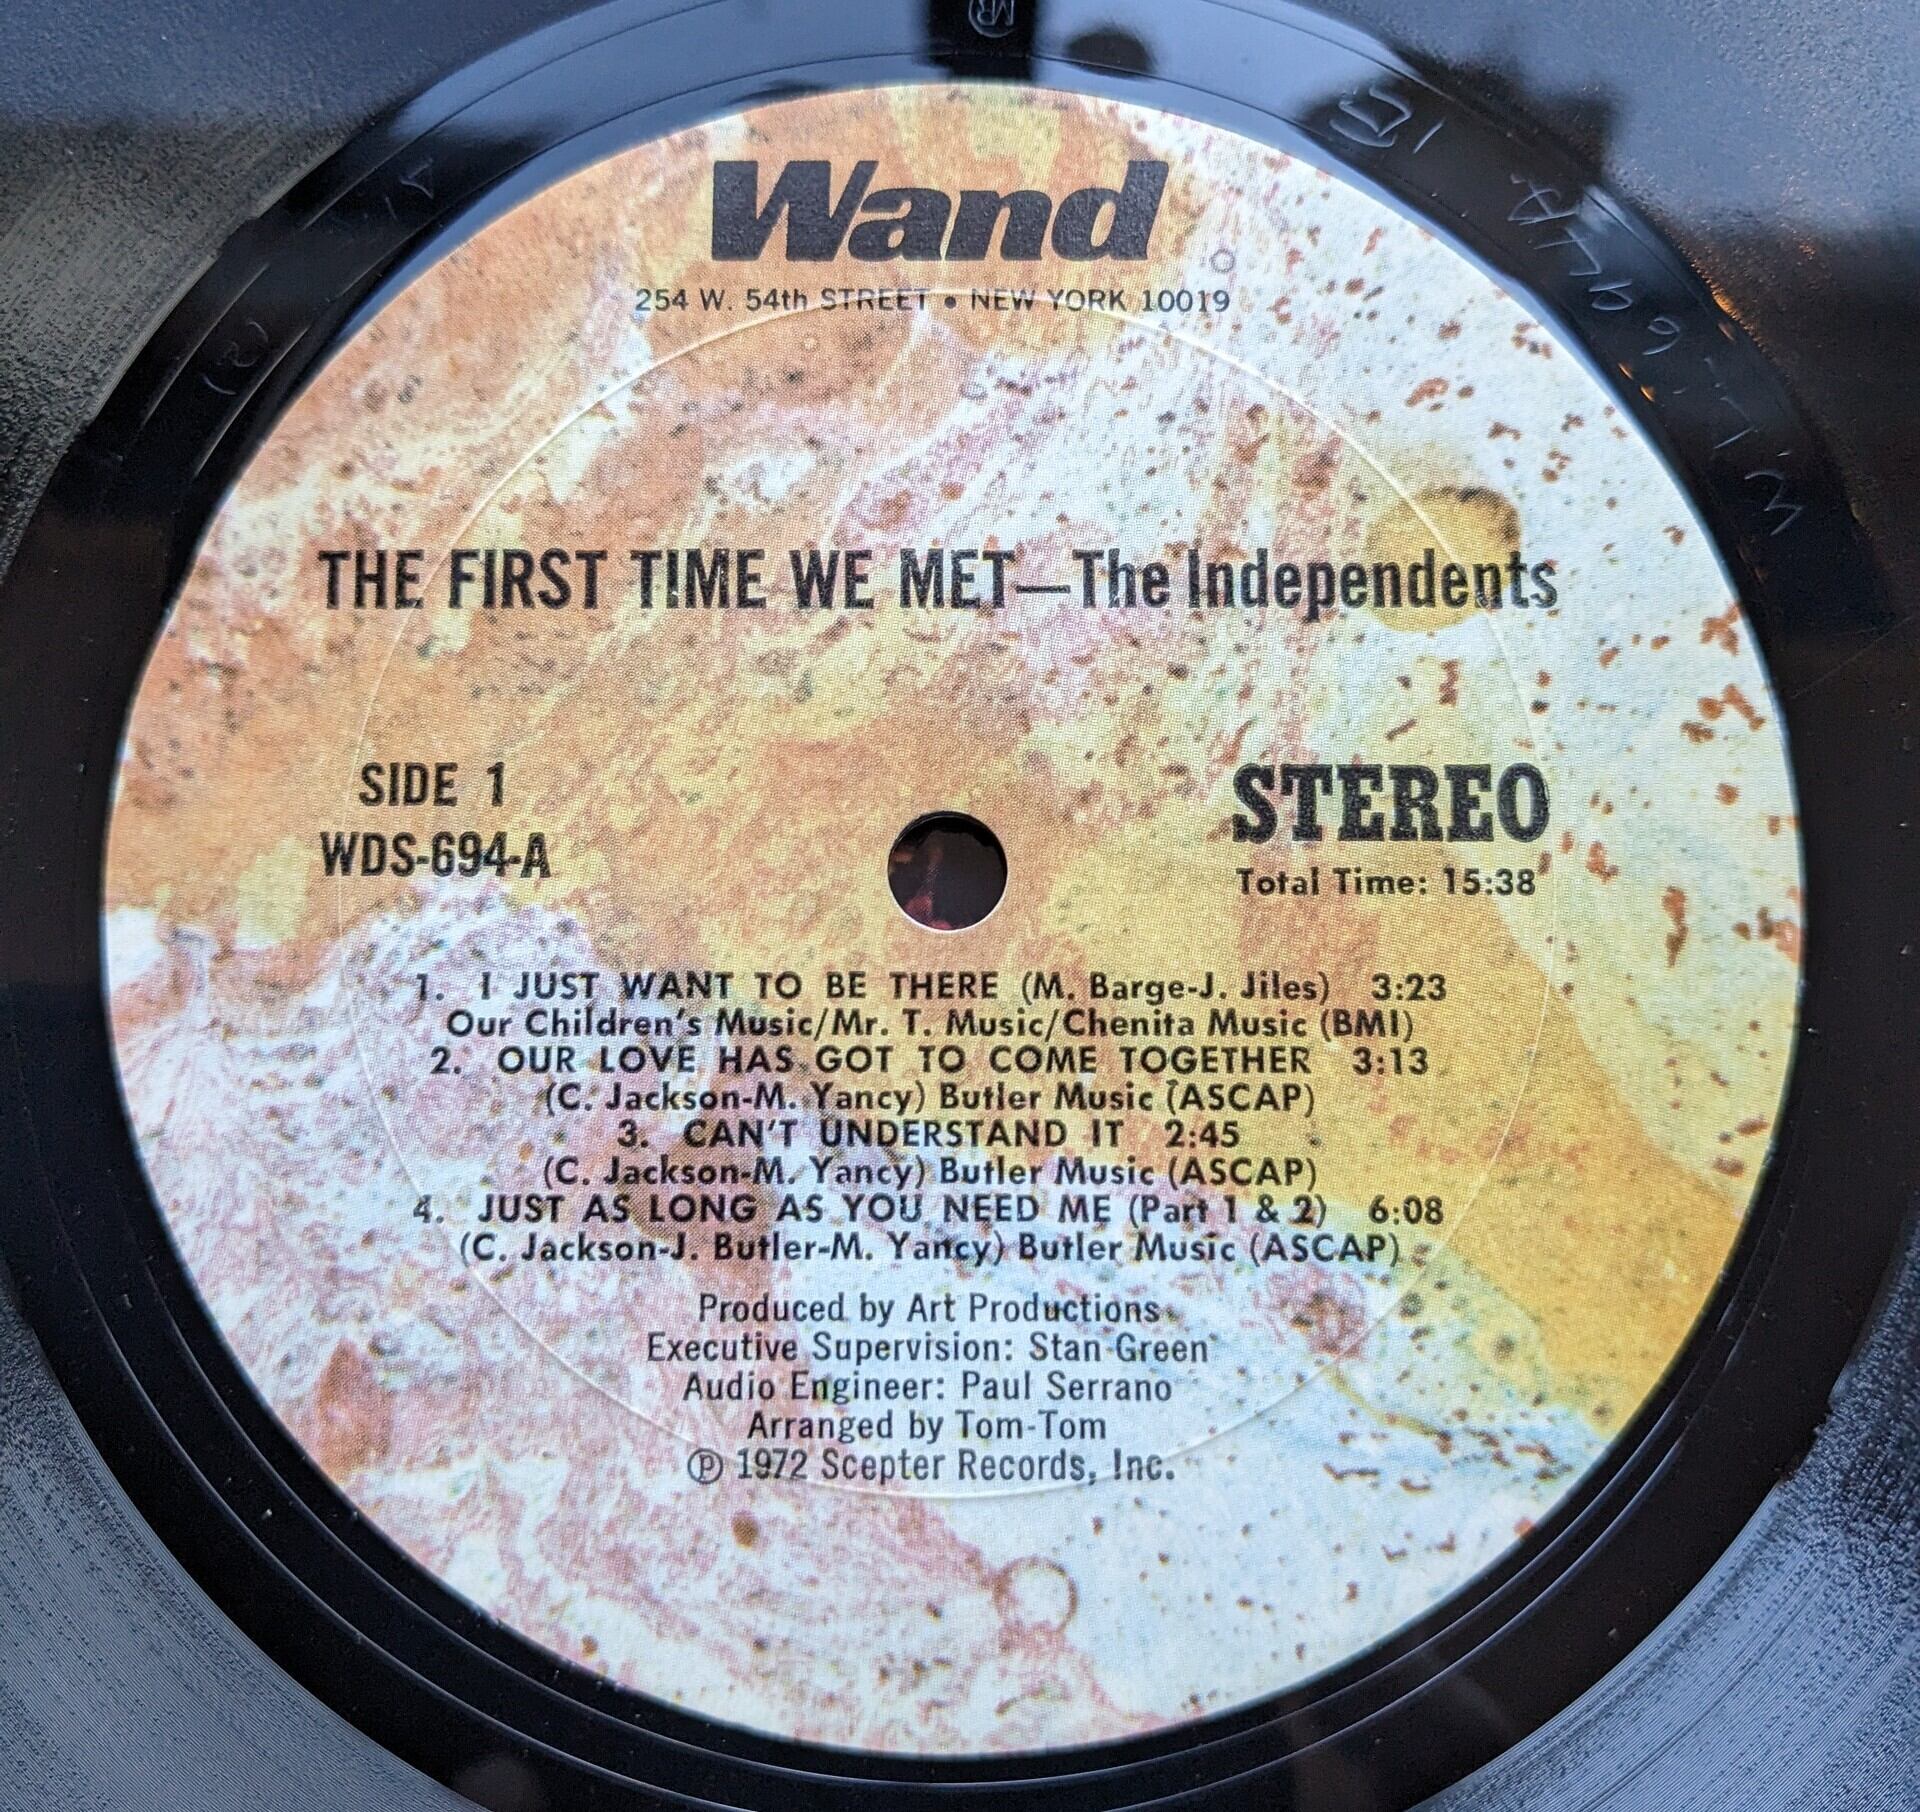 Wand
254 W. 54th STREET • NEW YORK 10019
THE FIRST TIME WE MET—The Independents
SIDE 1
WDS-694-A
STEREO
Total Time: 15:38
1. I JUST WANT TO BE THERE (M. Barge-J. Jiles) 3:23
Our Children's Music/Mr. T. Music/Chenita Music (BMI)
2. OUR LOVE HAS GOT TO COME TOGETHER 3:13
(C. Jackson-M. Yancy) Butler Music (ASCAP)
3. CAN'T UNDERSTAND IT 2:45
(C. Jackson-M. Yancy) Butler Music (ASCAP)
4. JUST AS LONG AS YOU NEED ME (Part 1 & 2) 6:08
(C. Jackson-J. Butler-M. Yancy) Butler Music (ASCAP)
Produced by Art Productions
Executive Supervision: Stan Green
Audio Engineer: Paul Serrano
Arranged by Tom-Tom
℗ 1972 Scepter Records, Inc.